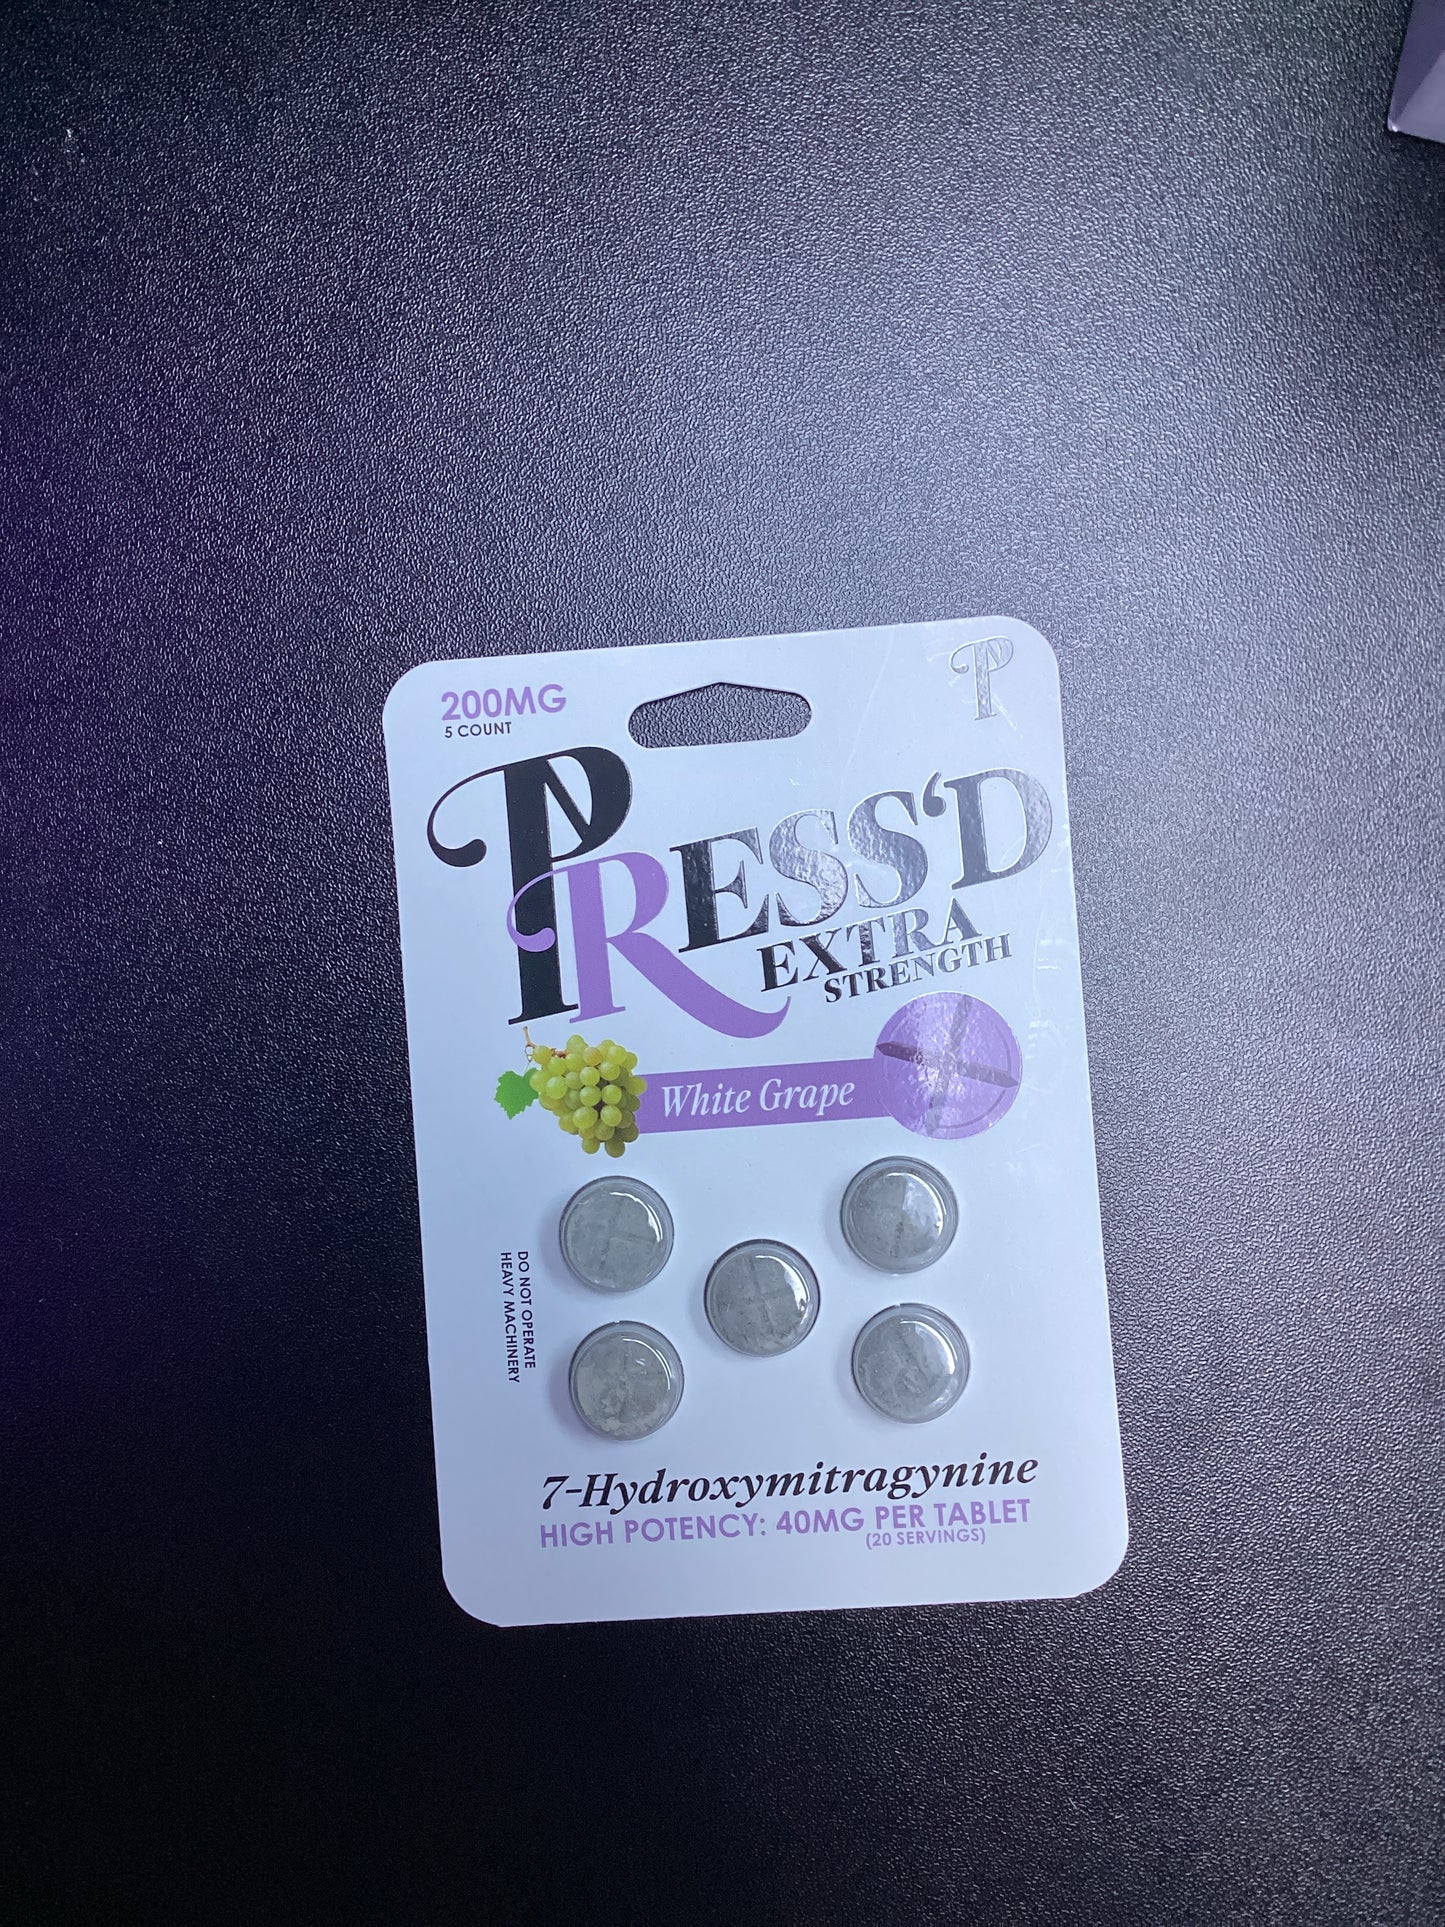 200MG
5 COUNT
P
PRESS'D
EXTRA
STRENGTH
White Grape
DO NOT OPERATE
HEAVY MACHINERY
7-Hydroxymitragynine
HIGH POTENCY: 40MG PER TABLET
(20 SERVINGS)